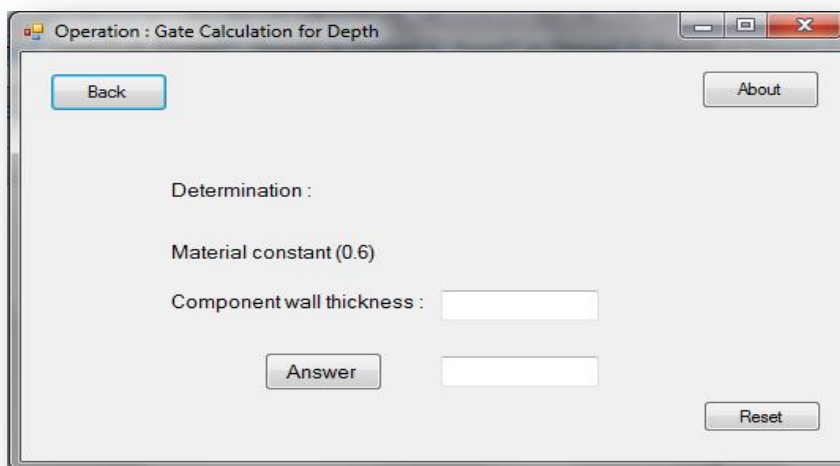 Operation : Gate Calculation for Depth
Back
About
Determination :
Material constant (0.6)
Component wall thickness :
Answer
Reset